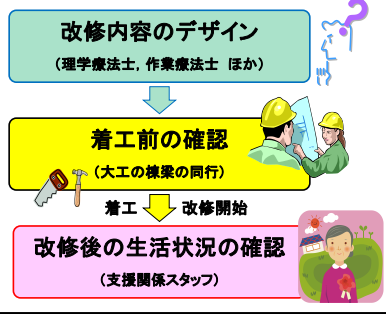 改修内容のデザイン
（理学療法士，作業療法士 ほか）
着工前の確認
（大工の棟梁の同行）
着工 改修開始
改修後の生活状況の確認
（支援関係スタッフ）